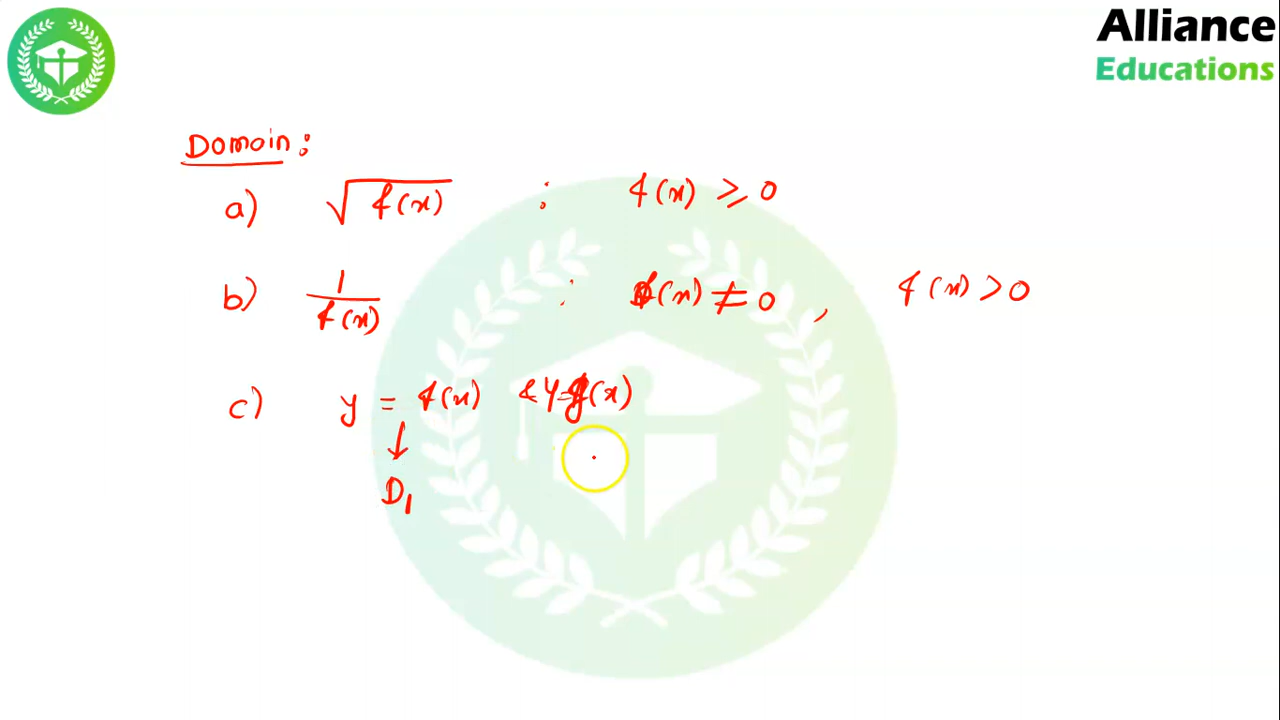 Alliance
Educations
Domain :
a) √f(x) : f(x) ≥ 0
b) 1/f(x) : f(x) ≠ 0 , f(x) > 0
c) y = f(x) & y = g(x)
↓
D₁